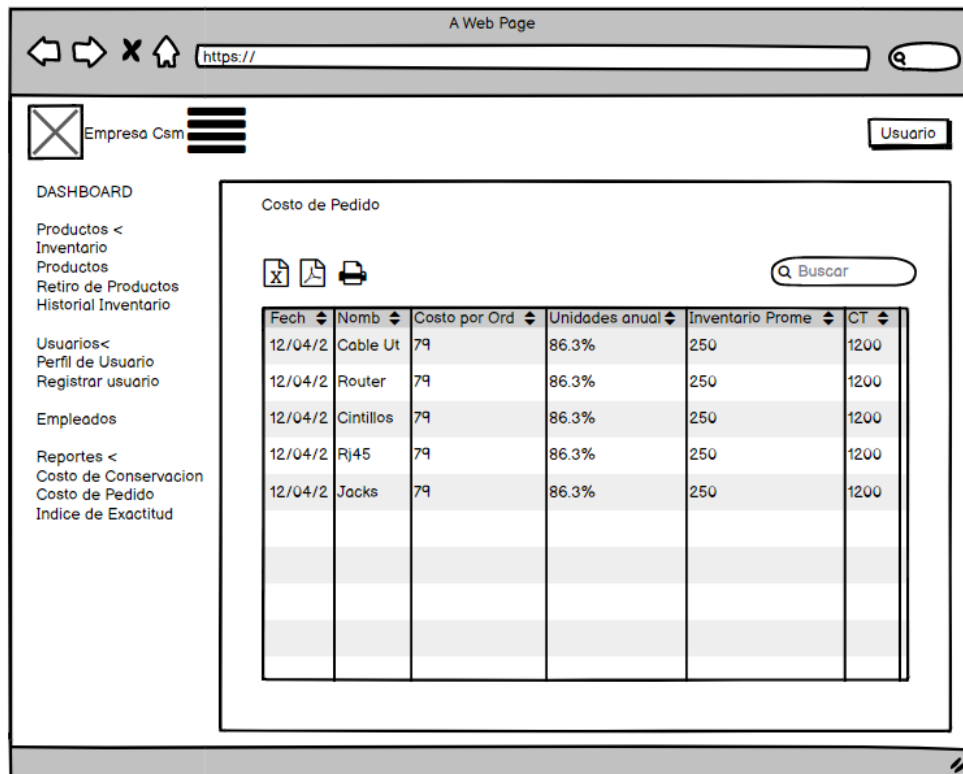 A Web Page
https://
Empresa Csm
Usuario
DASHBOARD
Productos <
Inventario
Productos
Retiro de Productos
Historial Inventario
Usuarios<
Perfil de Usuario
Registrar usuario
Empleados
Reportes <
Costo de Conservacion
Costo de Pedido
Indice de Exactitud
Costo de Pedido
X
Buscar
Fech Nomb Costo por Ord Unidades anual Inventario Prome CT
12/04/2 Cable Ut 79 86.3% 250 1200
12/04/2 Router 79 86.3% 250 1200
12/04/2 Cintillos 79 86.3% 250 1200
12/04/2 Rj45 79 86.3% 250 1200
12/04/2 Jacks 79 86.3% 250 1200